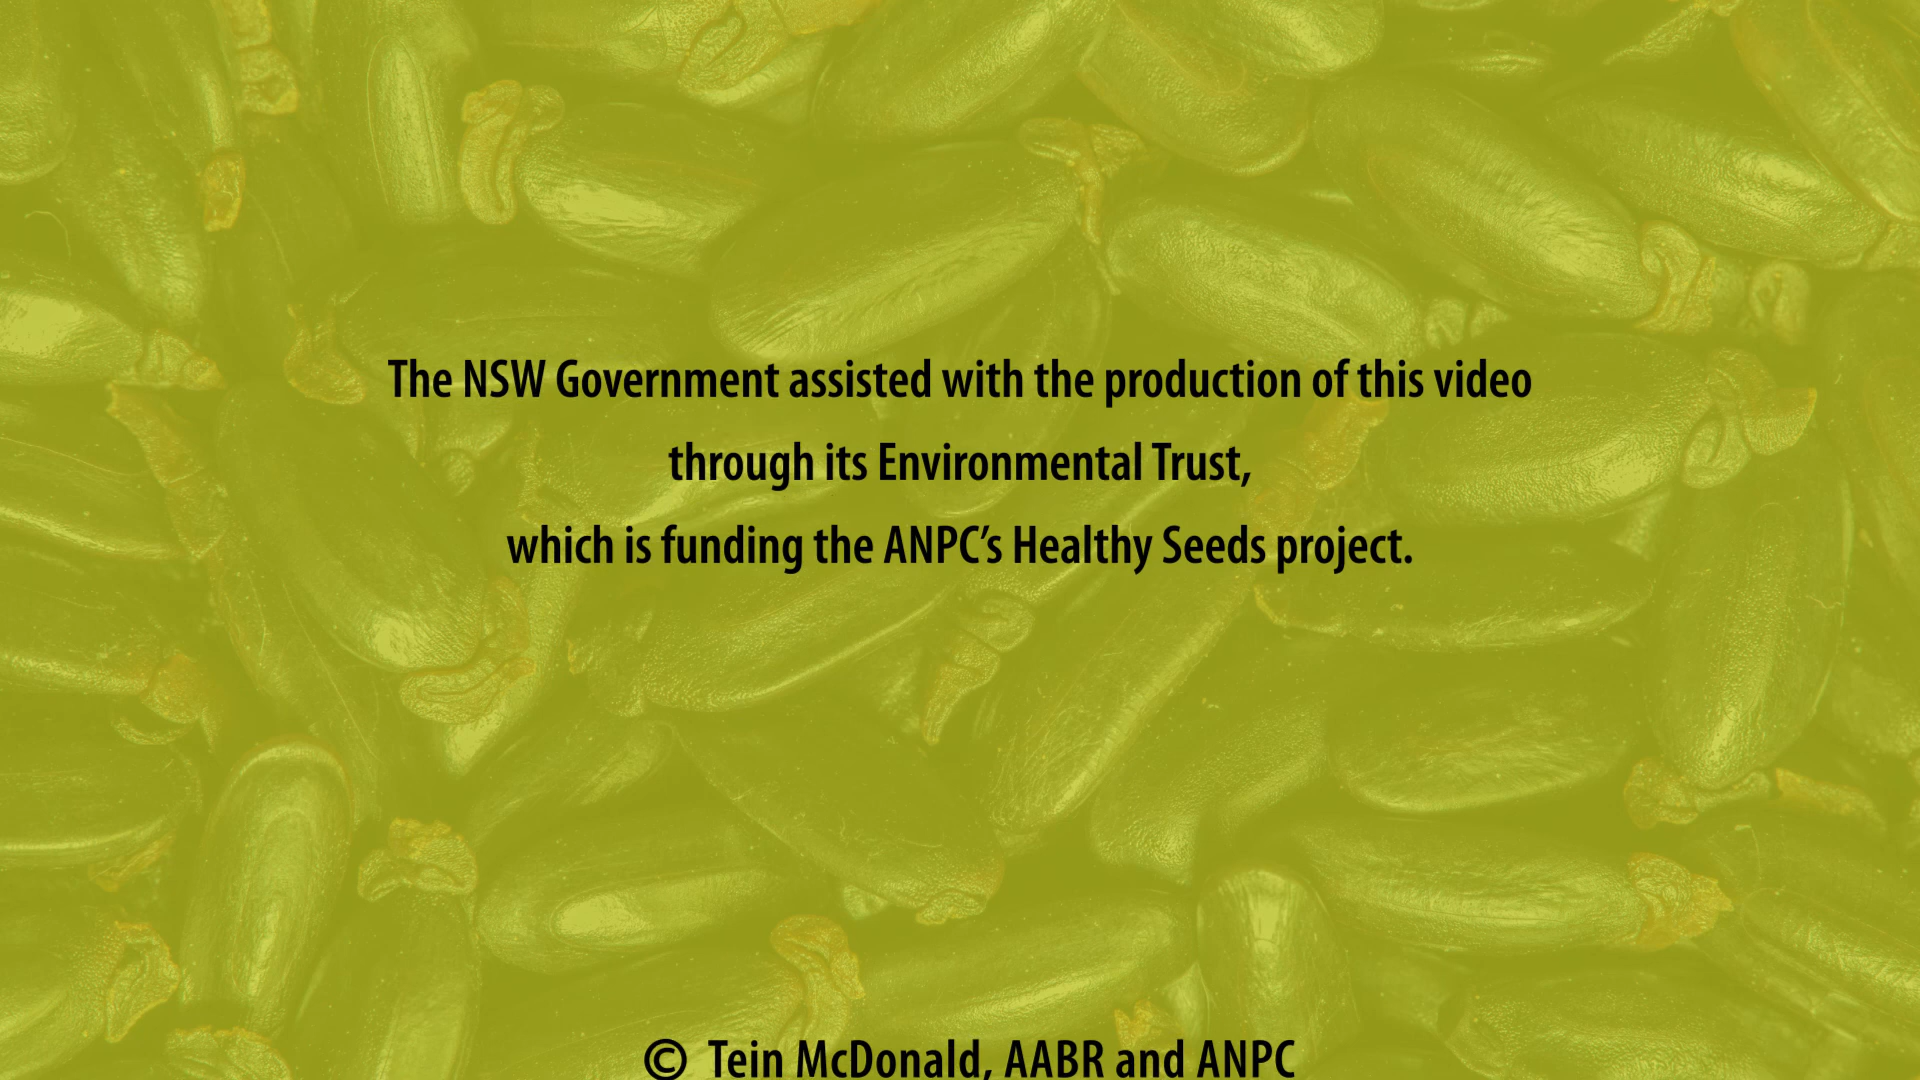 The NSW Government assisted with the production of this video
through its Environmental Trust,
which is funding the ANPC’s Healthy Seeds project.
© Tein McDonald, AABR and ANPC